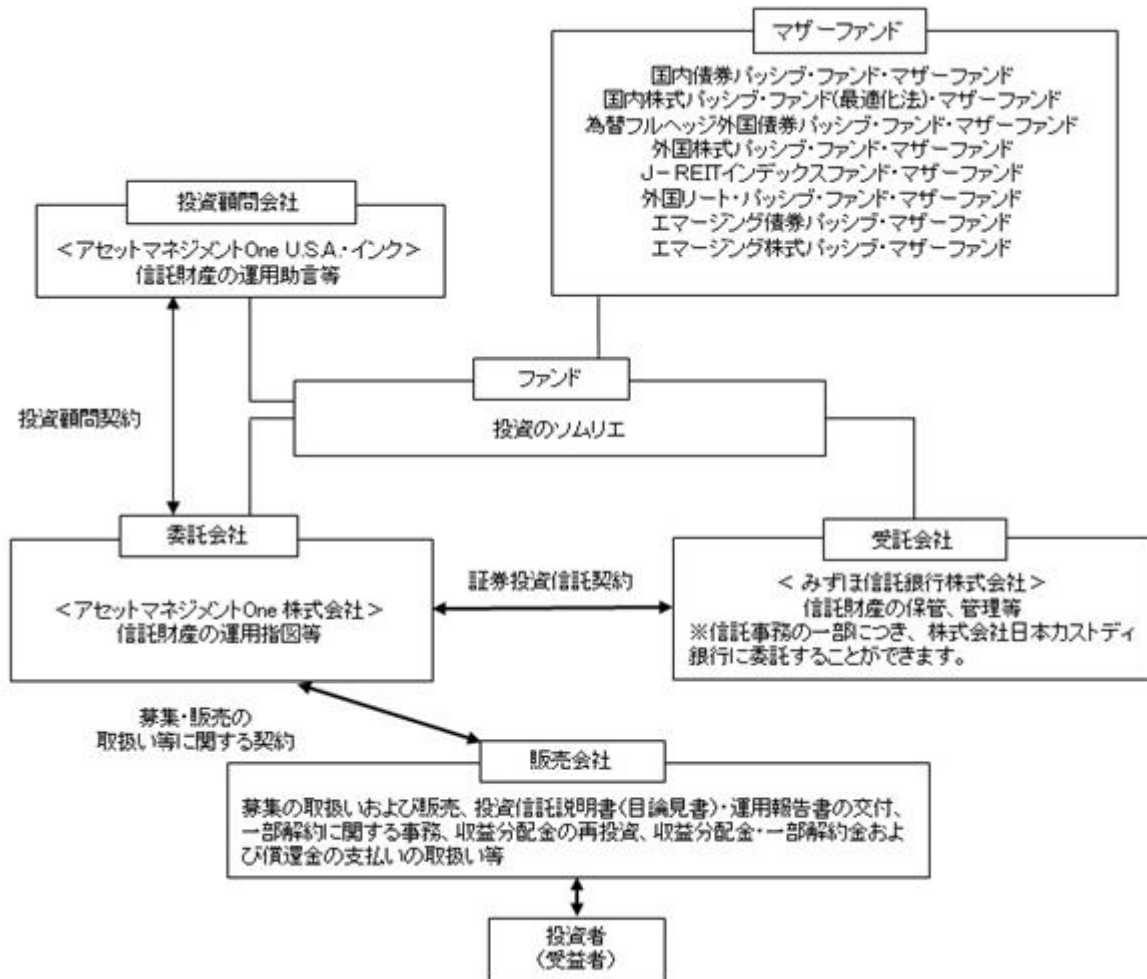 マザーファンド
国内債券パッシブ・ファンド・マザーファンド
国内株式パッシブ・ファンド(最適化法)・マザーファンド
為替フルヘッジ外国債券パッシブ・ファンド・マザーファンド
外国株式パッシブ・ファンド・マザーファンド
J-REITインデックスファンド・マザーファンド
外国リート・パッシブ・ファンド・マザーファンド
エマージング債券パッシブ・マザーファンド
エマージング株式パッシブ・マザーファンド
投資顧問会社
<アセットマネジメントOne U.S.A.・インク>
信託財産の運用助言等
ファンド
投資のソムリエ
投資顧問契約
委託会社
<アセットマネジメントOne 株式会社>
信託財産の運用指図等
証券投資信託契約
受託会社
< みずほ信託銀行株式会社>
信託財産の保管、管理等
※信託事務の一部につき、株式会社日本カストディ
銀行に委託することができます。
募集・販売の
取扱い等に関する契約
販売会社
募集の取扱いおよび販売、投資信託説明書(目論見書)・運用報告書の交付、
一部解約に関する事務、収益分配金の再投資、収益分配金・一部解約金およ
び償還金の支払いの取扱い等
投資者
(受益者)